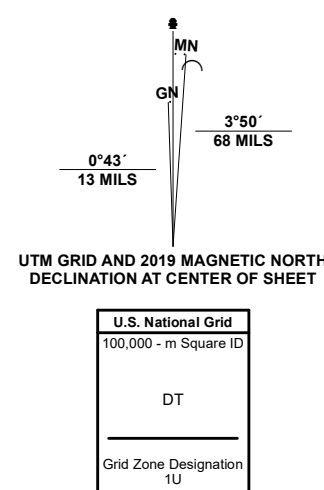 MN
GN
3°50´
68 MILS
0°43´
13 MILS
UTM GRID AND 2019 MAGNETIC NORTH
DECLINATION AT CENTER OF SHEET
U.S. National Grid
100,000 - m Square ID
DT
Grid Zone Designation
1U